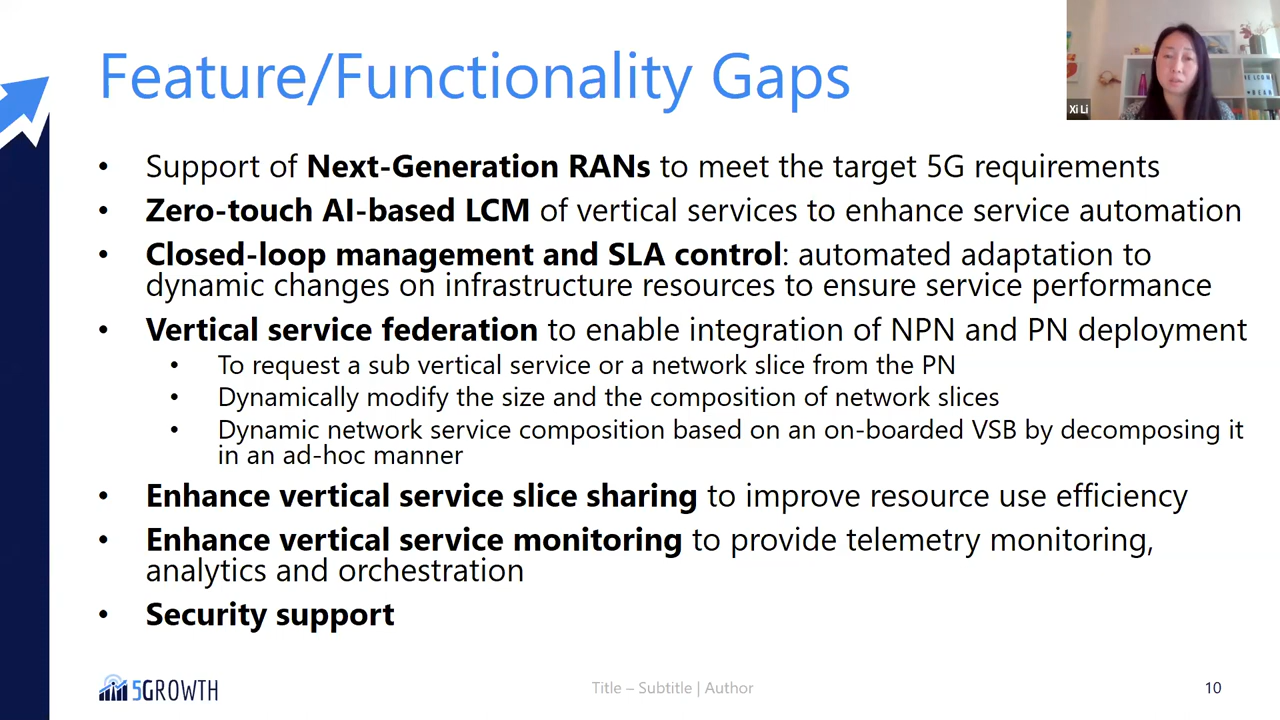 Feature/Functionality Gaps
Xi Li
• Support of Next-Generation RANs to meet the target 5G requirements
• Zero-touch AI-based LCM of vertical services to enhance service automation
• Closed-loop management and SLA control: automated adaptation to
dynamic changes on infrastructure resources to ensure service performance
• Vertical service federation to enable integration of NPN and PN deployment
• To request a sub vertical service or a network slice from the PN
• Dynamically modify the size and the composition of network slices
• Dynamic network service composition based on an on-boarded VSB by decomposing it
in an ad-hoc manner
• Enhance vertical service slice sharing to improve resource use efficiency
• Enhance vertical service monitoring to provide telemetry monitoring,
analytics and orchestration
• Security support
5GROWTH
Title – Subtitle | Author
10